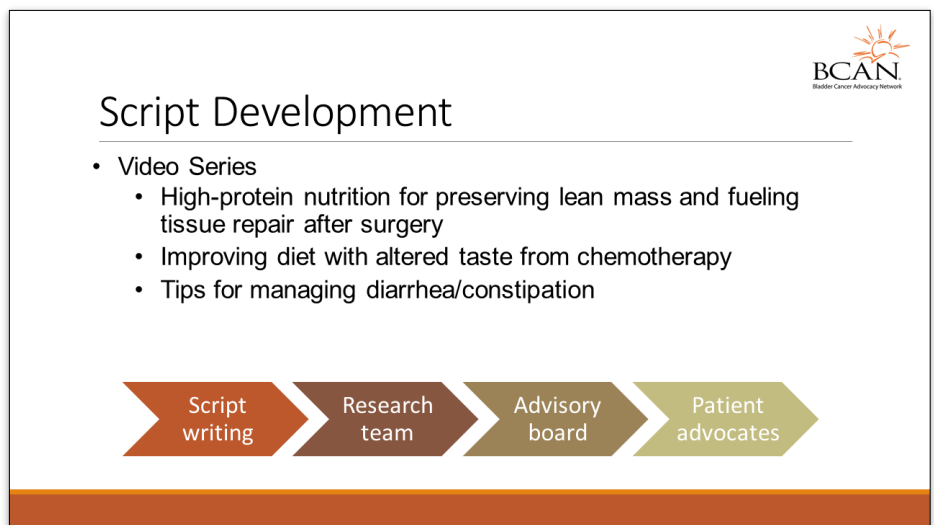 BCAN
Bladder Cancer Advocacy Network
Script Development
• Video Series
• High-protein nutrition for preserving lean mass and fueling
tissue repair after surgery
• Improving diet with altered taste from chemotherapy
• Tips for managing diarrhea/constipation
Script
writing
Research
team
Advisory
board
Patient
advocates